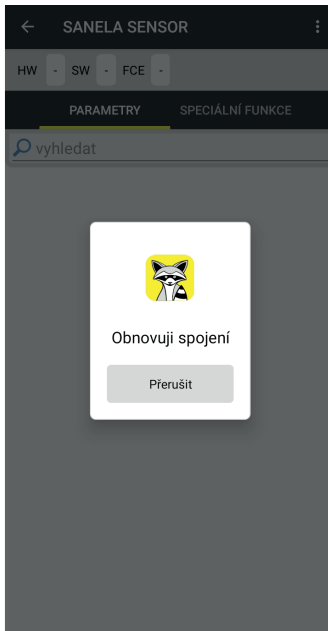 SANELA SENSOR
HW - SW - FCE -
PARAMETRY SPECIÁLNÍ FUNKCE
vyhledat
Obnovuji spojení
Přerušit